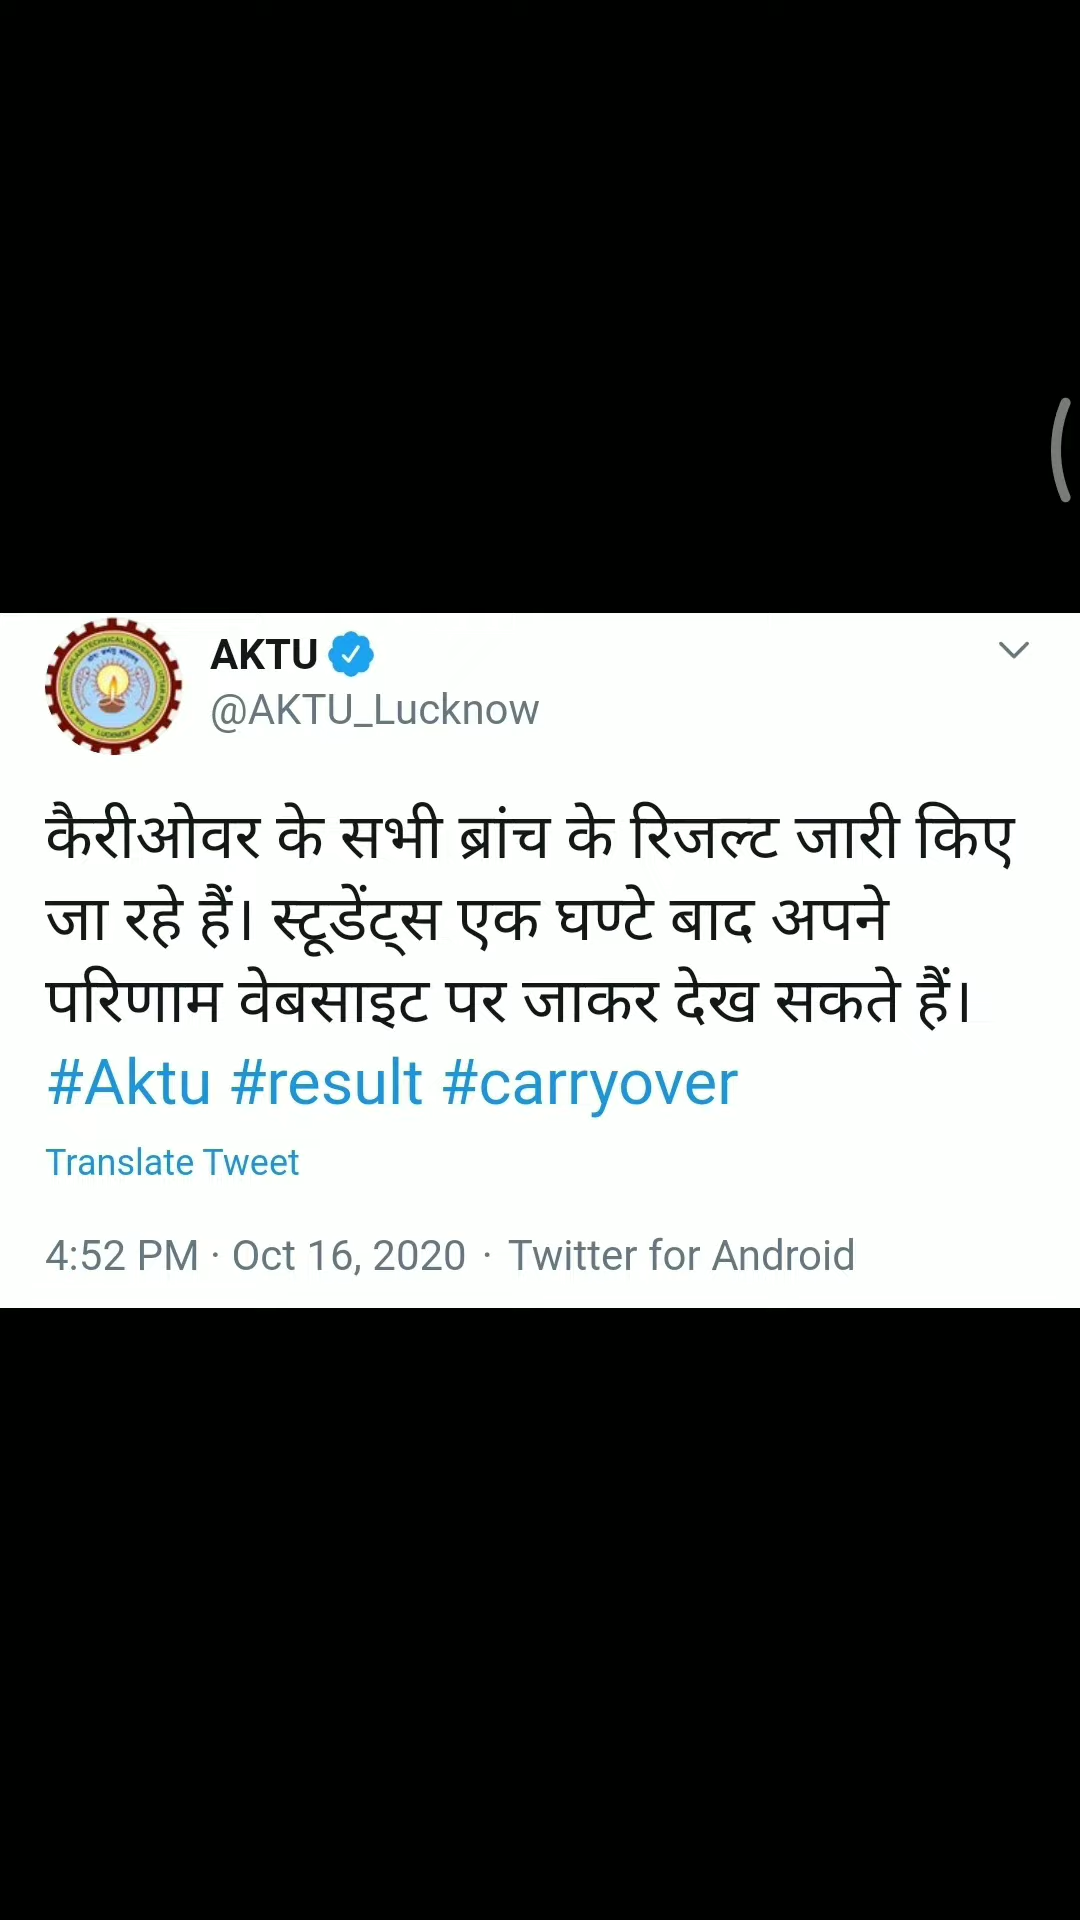 AKTU
@AKTU_Lucknow
कैरीओवर के सभी ब्रांच के रिजल्ट जारी किए
जा रहे हैं। स्टूडेंट्स एक घण्टे बाद अपने
परिणाम वेबसाइट पर जाकर देख सकते हैं।
#Aktu #result #carryover
Translate Tweet
4:52 PM · Oct 16, 2020 · Twitter for Android